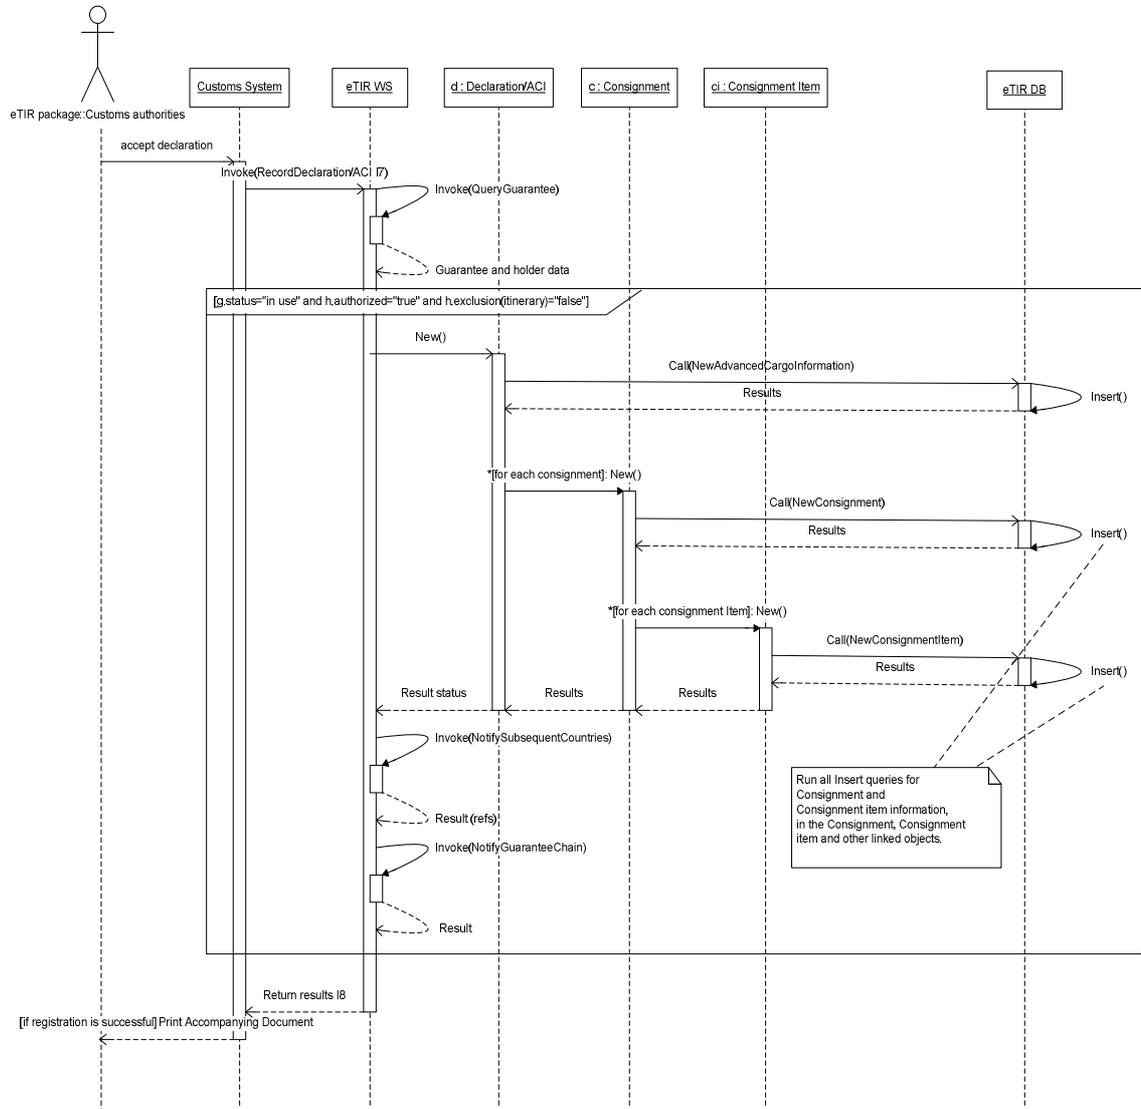 Customs System
eTIR WS
d : Declaration/ACI
c : Consignment
ci : Consignment Item
eTIR DB
eTIR package::Customs authorities
accept declaration
Invoke(RecordDeclaration/ACI I7)
Invoke(QueryGuarantee)
Guarantee and holder data
[g.status="in use" and h.authorized="true" and h.exclusion(itinerary)="false"]
New()
Call(NewAdvancedCargoInformation)
Results
Insert()
*[for each consignment]: New()
Call(NewConsignment)
Results
Insert()
*[for each consignment Item]: New()
Call(NewConsignmentItem)
Results
Insert()
Result status
Results
Results
Invoke(NotifySubsequentCountries)
Run all Insert queries for
Consignment and
Consignment item information,
in the Consignment, Consignment
item and other linked objects.
Result (refs)
Invoke(NotifyGuaranteeChain)
Result
Return results I8
[if registration is successful] Print Accompanying Document